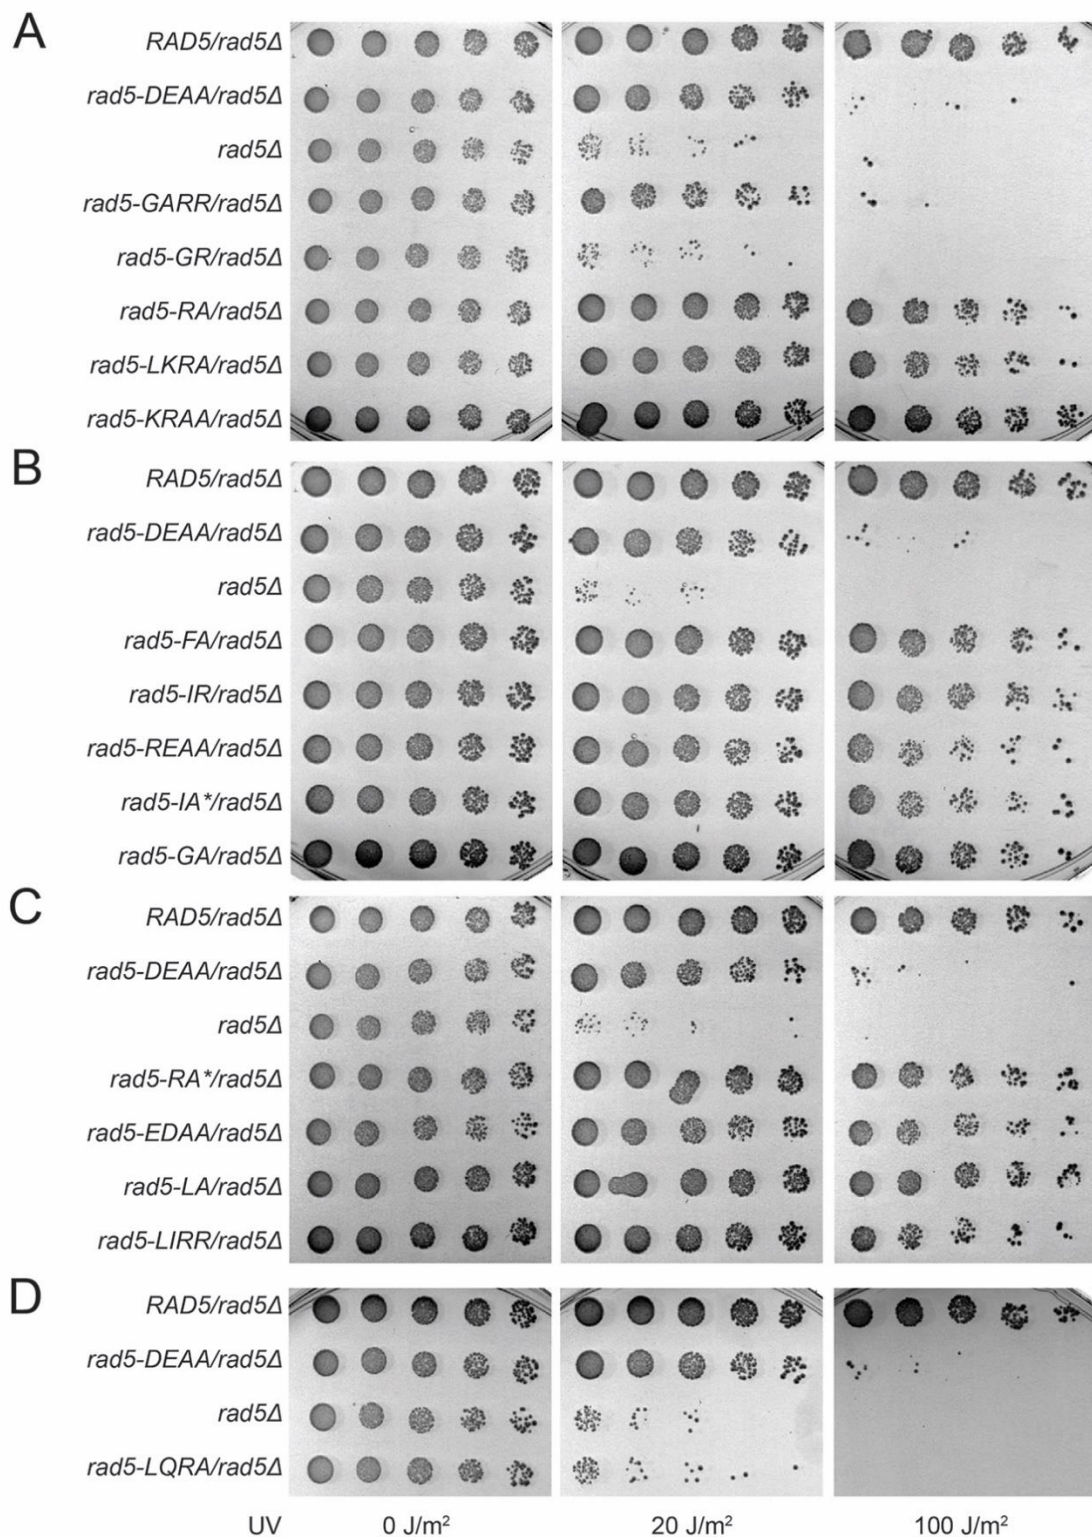 A
RAD5/rad5Δ
rad5-DEAA/rad5Δ
rad5Δ
rad5-GARR/rad5Δ
rad5-GR/rad5Δ
rad5-RA/rad5Δ
rad5-LKRA/rad5Δ
rad5-KRAA/rad5Δ
B
RAD5/rad5Δ
rad5-DEAA/rad5Δ
rad5Δ
rad5-FA/rad5Δ
rad5-IR/rad5Δ
rad5-REAA/rad5Δ
rad5-IA*/rad5Δ
rad5-GA/rad5Δ
C
RAD5/rad5Δ
rad5-DEAA/rad5Δ
rad5Δ
rad5-RA*/rad5Δ
rad5-EDAA/rad5Δ
rad5-LA/rad5Δ
rad5-LIRR/rad5Δ
D
RAD5/rad5Δ
rad5-DEAA/rad5Δ
rad5Δ
rad5-LQRA/rad5Δ
UV 0 J/m² 20 J/m² 100 J/m²